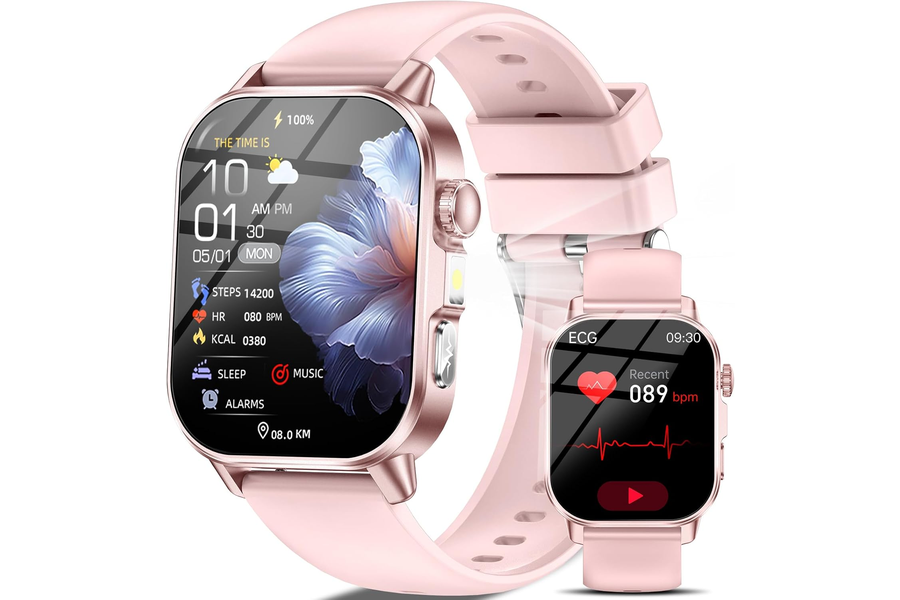 100%
THE TIME IS
10
01
AM PM
30
05/01 MON
STEPS 14200
HR 080 BPM
KCAL 0380
SLEEP MUSIC
ALARMS
08.0 KM
ECG 09:30
Recent
089 bpm